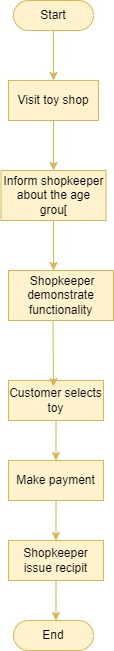 Start
Visit toy shop
Inform shopkeeper
about the age
grou[
Shopkeeper
demonstrate
functionality
Customer selects
toy
Make payment
Shopkeeper
issue recipit
End